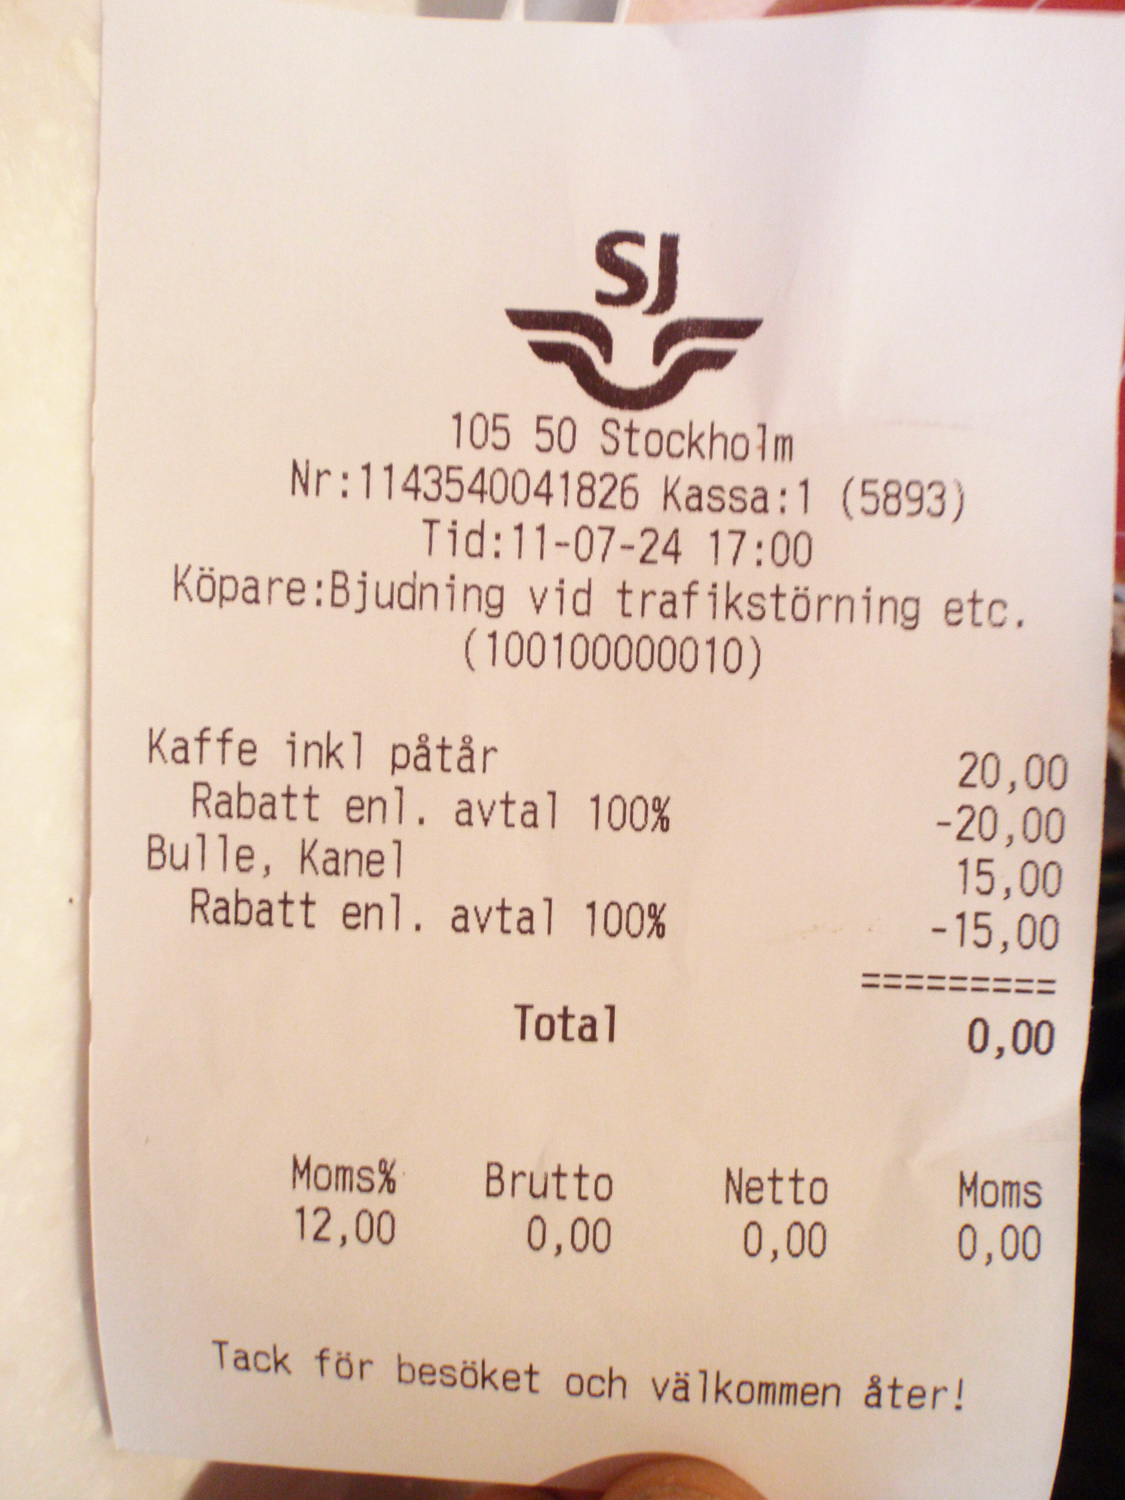 SJ
105 50 Stockholm
Nr:1143540041826 Kassa:1 (5893)
Tid:11-07-24 17:00
Köpare:Bjudning vid trafikstörning etc.
(100100000010)
Kaffe inkl påtår 20,00
Rabatt enl. avtal 100% -20,00
Bulle, Kanel 15,00
Rabatt enl. avtal 100% -15,00
=========
Total 0,00
Moms% Brutto Netto Moms
12,00 0,00 0,00 0,00
Tack för besöket och välkommen åter!